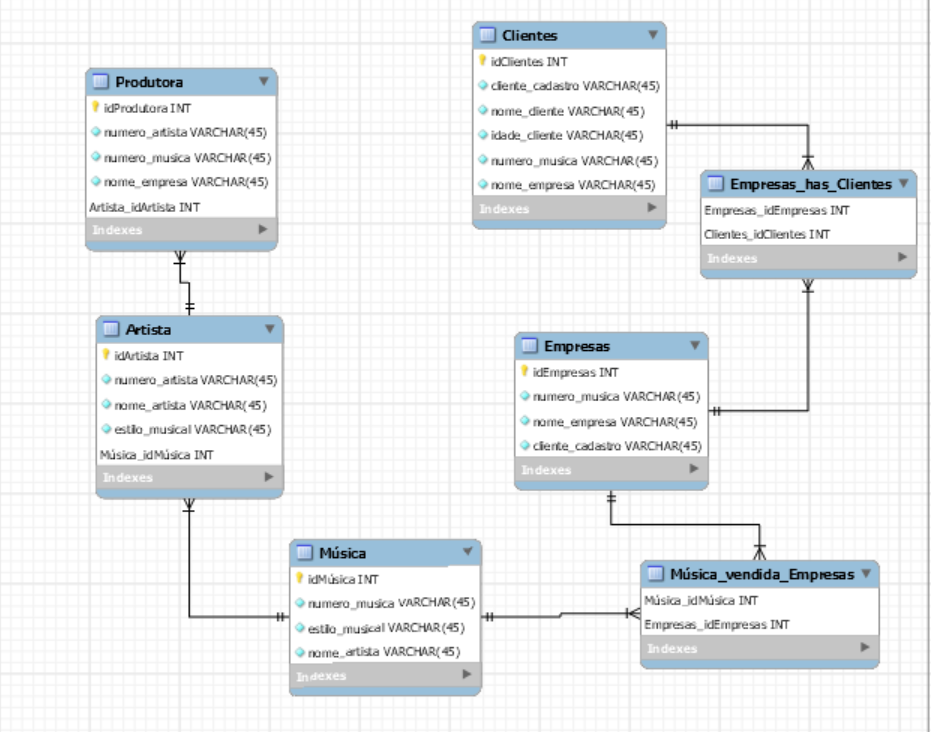 Clientes
idClientes INT
cliente_cadastro VARCHAR(45)
nome_cliente VARCHAR(45)
idade_cliente VARCHAR(45)
numero_musica VARCHAR(45)
nome_empresa VARCHAR(45)
Indexes
Produtora
idProdutora INT
numero_artista VARCHAR(45)
numero_musica VARCHAR(45)
nome_empresa VARCHAR(45)
Artista_idArtista INT
Indexes
Empresas_has_Clientes
Empresas_idEmpresas INT
Clientes_idClientes INT
Indexes
Artista
idArtista INT
numero_artista VARCHAR(45)
nome_artista VARCHAR(45)
estilo_musical VARCHAR(45)
Música_idMúsica INT
Indexes
Empresas
idEmpresas INT
numero_musica VARCHAR(45)
nome_empresa VARCHAR(45)
cliente_cadastro VARCHAR(45)
Indexes
Música
idMúsica INT
numero_musica VARCHAR(45)
estilo_musical VARCHAR(45)
nome_artista VARCHAR(45)
Indexes
Música_vendida_Empresas
Música_idMúsica INT
Empresas_idEmpresas INT
Indexes